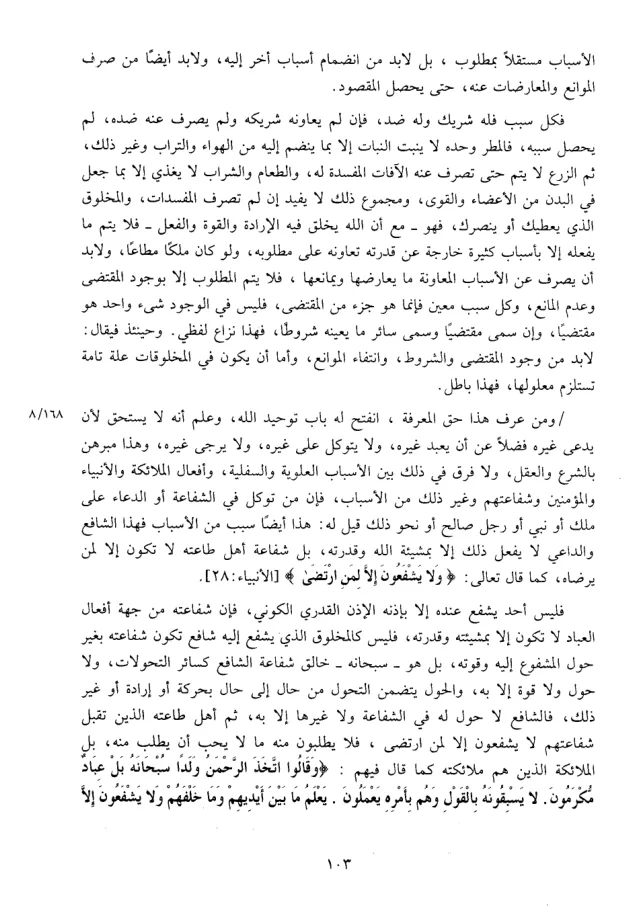 الأسباب مستقلاً بمطلوب ، بل لابد من انضمام أسباب أخر إليه، ولابد أيضًا من صرف
الموانع والمعارضات عنه، حتى يحصل المقصود.
فكل سبب فله شريك وله ضد، فإن لم يعاونه شريكه ولم يصرف عنه ضده، لم
يحصل سببه، فالمطر وحده لا ينبت النبات إلا بما ينضم إليه من الهواء والتراب وغير ذلك،
ثم الزرع لا يتم حتى تصرف عنه الآفات المفسدة له، والطعام والشراب لا يغذي إلا بما جعل
في البدن من الأعضاء والقوى، ومجموع ذلك لا يفيد إن لم تصرف المفسدات، والمخلوق
الذي يعطيك أو ينصرك، فهو ـ مع أن الله يخلق فيه الإرادة والقوة والفعل ـ فلا يتم ما
يفعله إلا بأسباب كثيرة خارجة عن قدرته تعاونه على مطلوبه، ولو كان ملكًا مطاعًا، ولابد
أن يصرف عن الأسباب المعاونة ما يعارضها ويمانعها ، فلا يتم المطلوب إلا بوجود المقتضى
وعدم المانع، وكل سبب معين فإنما هو جزء من المقتضى، فليس في الوجود شىء واحد هو
مقتضيًا، وإن سمى مقتضيًا وسمى سائر ما يعينه شروطًا، فهذا نزاع لفظي. وحينئذ فيقال:
لابد من وجود المقتضى والشروط، وانتفاء الموانع، وأما أن يكون في المخلوقات علة تامة
تستلزم معلولها، فهذا باطل.
/ ومن عرف هذا حق المعرفة ، انفتح له باب توحيد الله، وعلم أنه لا يستحق لأن ٨/١٦٨
يدعى غيره فضلاً عن أن يعبد غيره، ولا يتوكل على غيره، ولا يرجى غيره، وهذا مبرهن
بالشرع والعقل، ولا فرق في ذلك بين الأسباب العلوية والسفلية، وأفعال الملائكة والأنبياء
والمؤمنين وشفاعتهم وغير ذلك من الأسباب، فإن من توكل في الشفاعة أو الدعاء على
ملك أو نبي أو رجل صالح أو نحو ذلك قيل له: هذا أيضًا سبب من الأسباب فهذا الشافع
والداعي لا يفعل ذلك إلا بمشيئة الله وقدرته، بل شفاعة أهل طاعته لا تكون إلا لمن
يرضاه، كما قال تعالى: ﴿ وَلا يَشْفَعُونَ إِلاَّ لِمَنِ ارْتَضَىٰ ﴾ [الأنبياء:٢٨].
فليس أحد يشفع عنده إلا بإذنه الإذن القدري الكوني، فإن شفاعته من جهة أفعال
العباد لا تكون إلا بمشيئته وقدرته، فليس كالمخلوق الذي يشفع إليه شافع تكون شفاعته بغير
حول المشفوع إليه وقوته، بل هو ـ سبحانه ـ خالق شفاعة الشافع كسائر التحولات، ولا
حول ولا قوة إلا به، والحول يتضمن التحول من حال إلى حال بحركة أو إرادة أو غير
ذلك، فالشافع لا حول له في الشفاعة ولا غيرها إلا به، ثم أهل طاعته الذين تقبل
شفاعتهم لا يشفعون إلا لمن ارتضى ، فلا يطلبون منه ما لا يحب أن يطلب منه، بل
الملائكة الذين هم ملائكته كما قال فيهم : ﴿وَقَالُوا اتَّخَذَ الرَّحْمَنُ وَلَدًا سُبْحَانَهُ بَلْ عِبَادٌ
مُّكْرَمُونَ. لا يَسْبِقُونَهُ بِالْقَوْلِ وَهُم بِأَمْرِهِ يَعْمَلُونَ . يَعْلَمُ مَا بَيْنَ أَيْدِيهِمْ وَمَا خَلْفَهُمْ وَلا يَشْفَعُونَ إِلاَّ
١٠٣